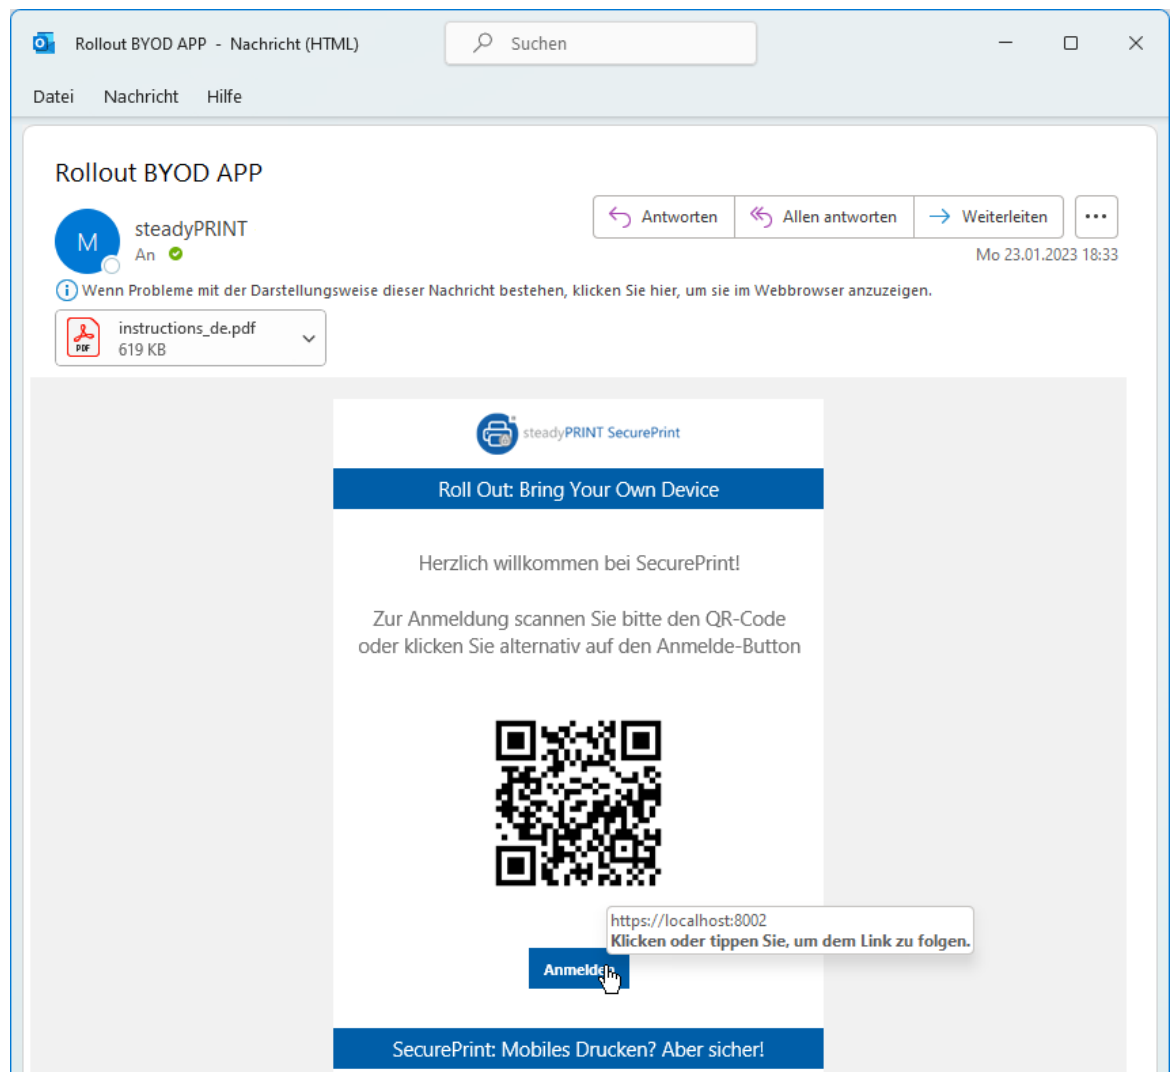 Rollout BYOD APP - Nachricht (HTML)
Suchen
Datei Nachricht Hilfe
Rollout BYOD APP
M
steadyPRINT
An
Antworten
Allen antworten
Weiterleiten
Mo 23.01.2023 18:33
Wenn Probleme mit der Darstellungsweise dieser Nachricht bestehen, klicken Sie hier, um sie im Webbrowser anzuzeigen.
PDF
instructions_de.pdf
619 KB
steadyPRINT SecurePrint
Roll Out: Bring Your Own Device
Herzlich willkommen bei SecurePrint!
Zur Anmeldung scannen Sie bitte den QR-Code
oder klicken Sie alternativ auf den Anmelde-Button
https://localhost:8002
Klicken oder tippen Sie, um dem Link zu folgen.
Anmelden
SecurePrint: Mobiles Drucken? Aber sicher!